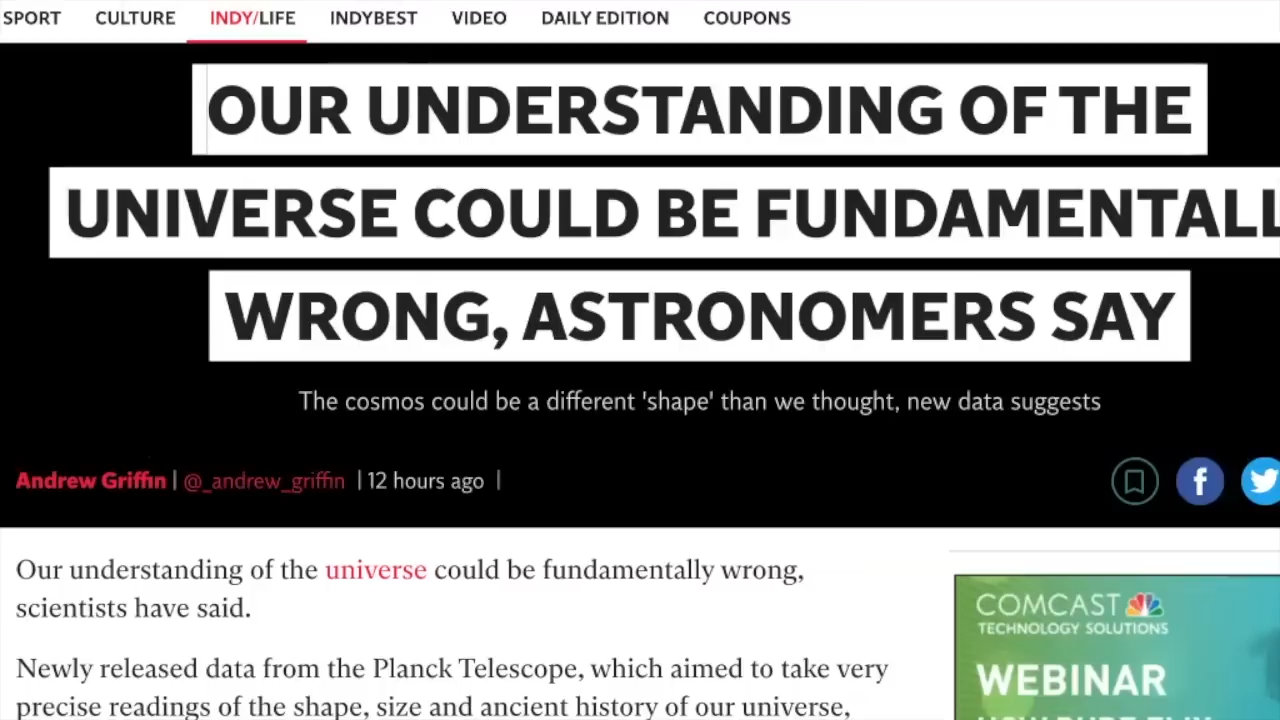 SPORT CULTURE INDY/LIFE INDYBEST VIDEO DAILY EDITION COUPONS
OUR UNDERSTANDING OF THE
UNIVERSE COULD BE FUNDAMENTALL
WRONG, ASTRONOMERS SAY
The cosmos could be a different 'shape' than we thought, new data suggests
Andrew Griffin | @_andrew_griffin | 12 hours ago |
Our understanding of the universe could be fundamentally wrong,
scientists have said.
Newly released data from the Planck Telescope, which aimed to take very
precise readings of the shape, size and ancient history of our universe,
COMCAST
TECHNOLOGY SOLUTIONS
WEBINAR